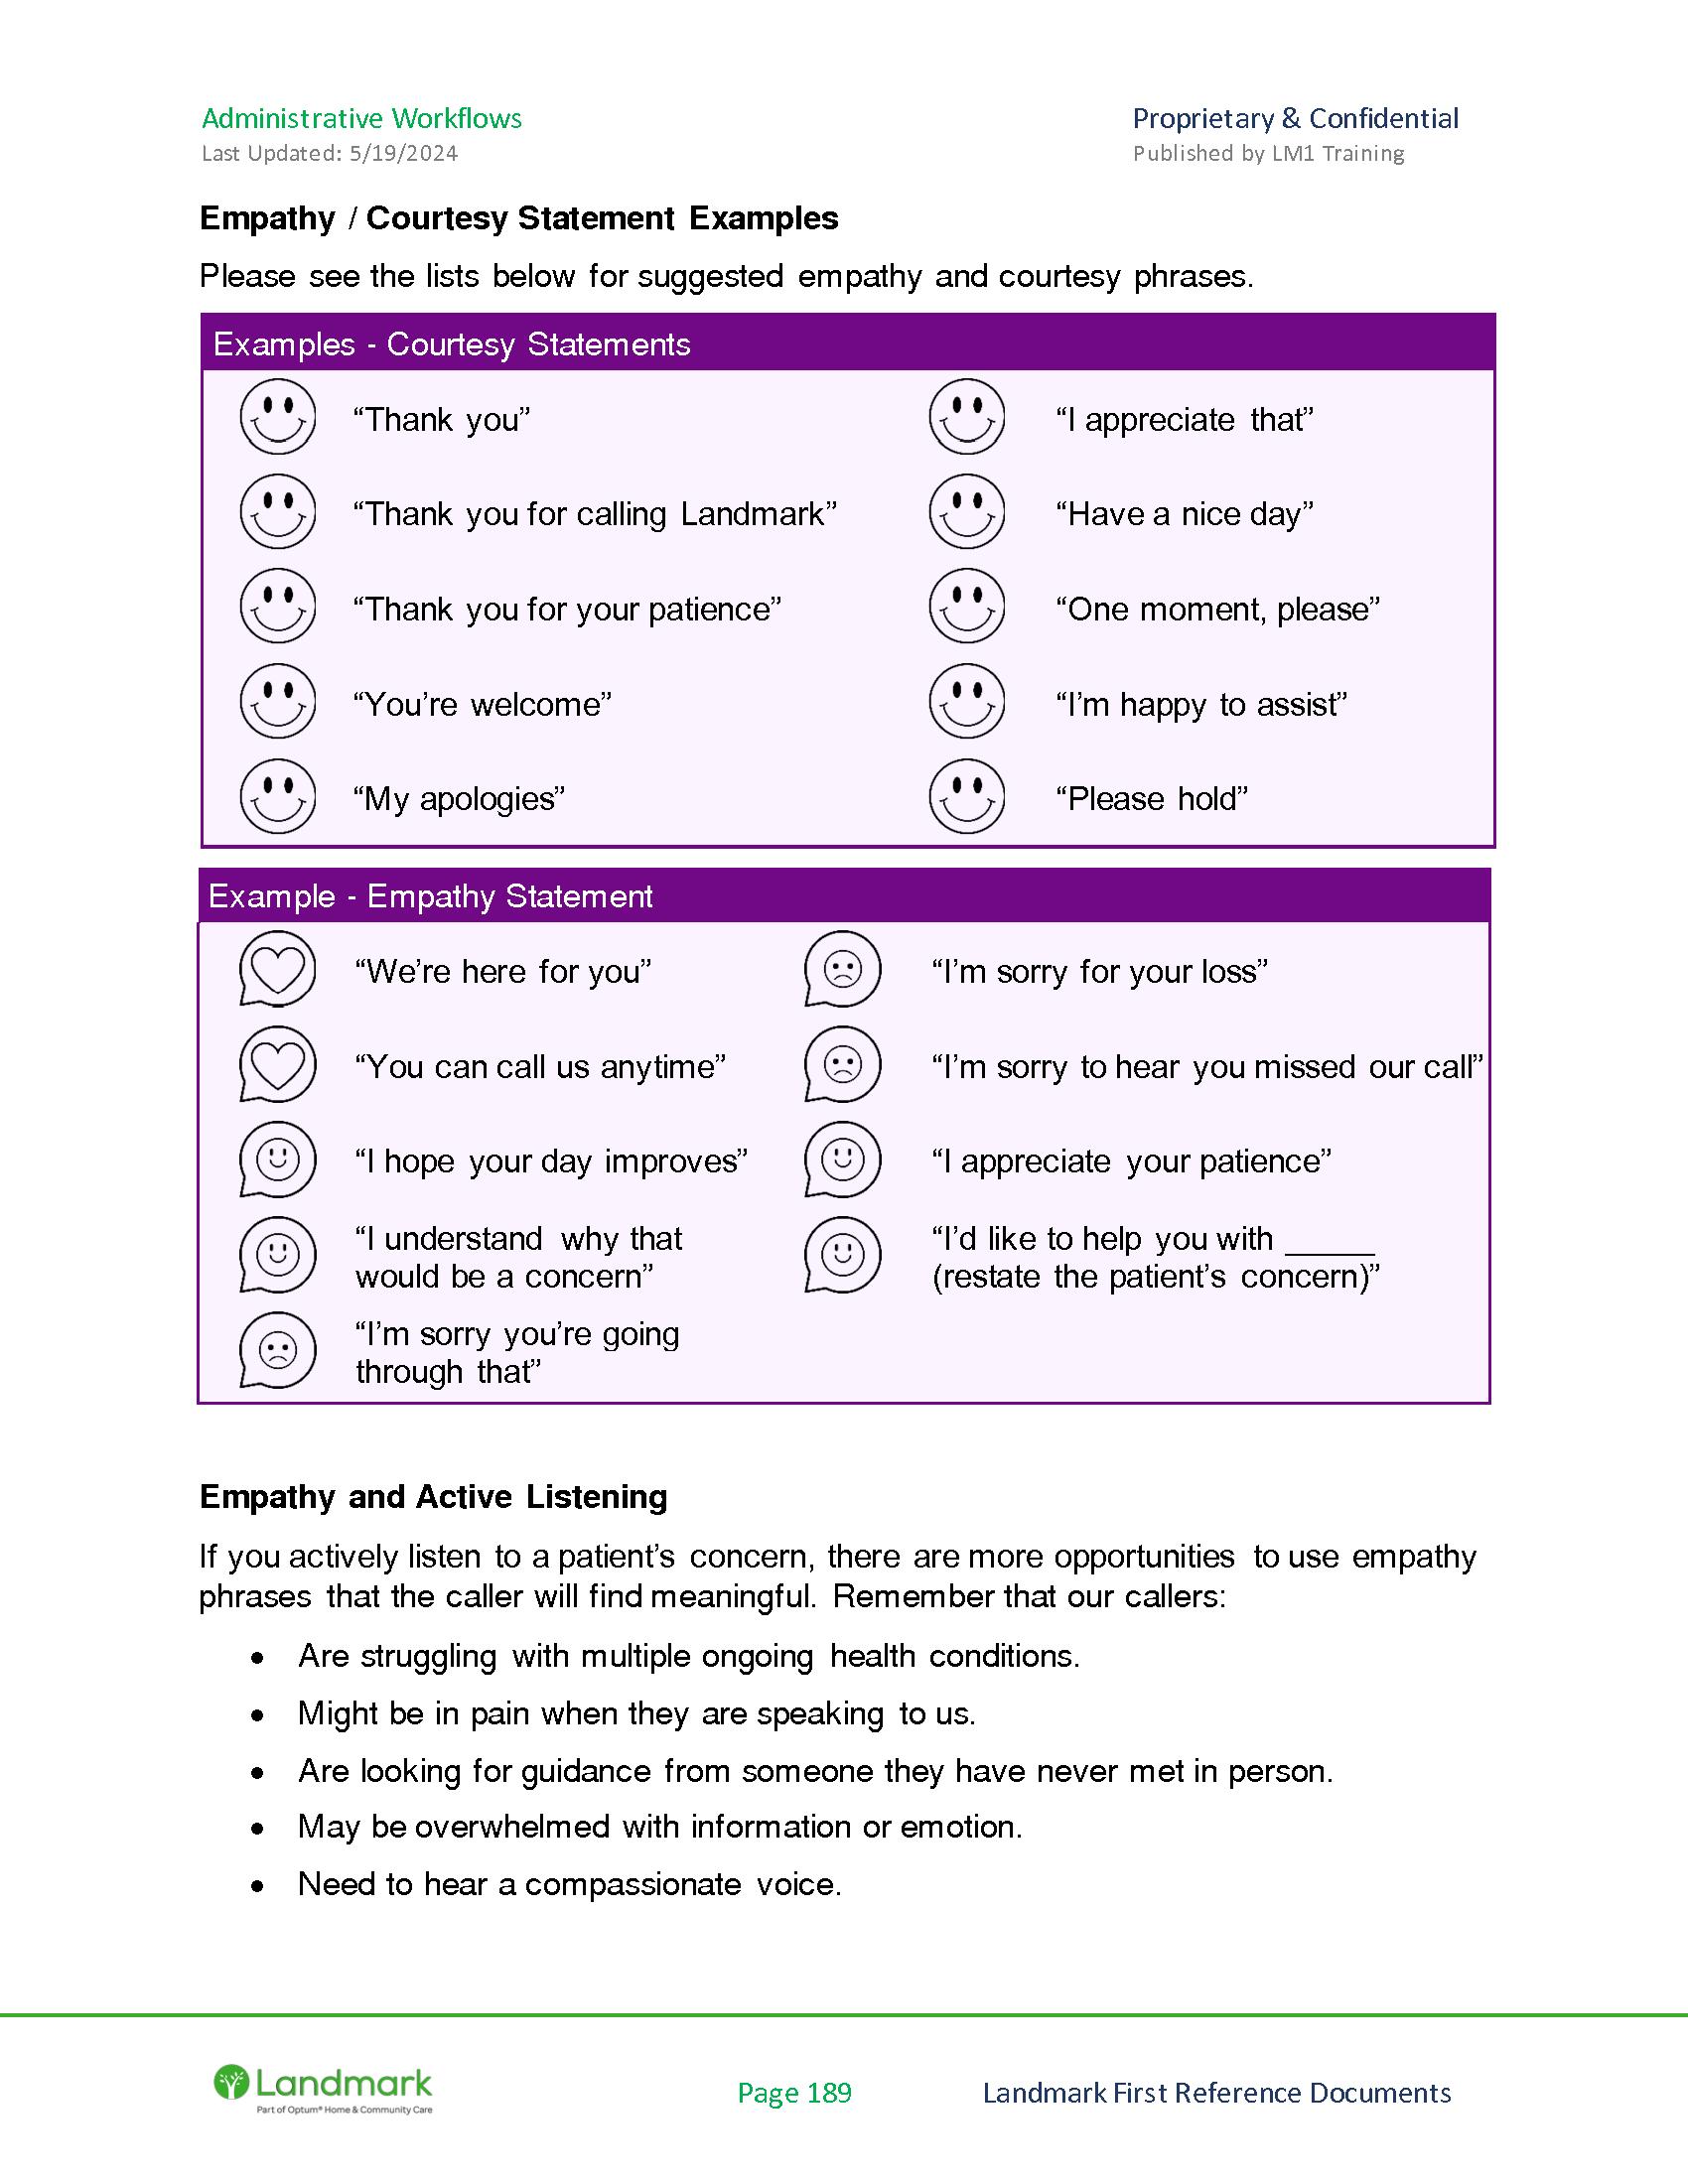 Administrative Workflows
Proprietary & Confidential
Last Updated: 5/19/2024
Published by LM1 Training
Empathy / Courtesy Statement Examples
Please see the lists below for suggested empathy and courtesy phrases.
Examples - Courtesy Statements
“Thank you”
“I appreciate that”
“Thank you for calling Landmark”
“Have a nice day”
“Thank you for your patience”
“One moment, please”
“You’re welcome”
“I’m happy to assist”
“My apologies”
“Please hold”
Example - Empathy Statement
“We’re here for you”
“I’m sorry for your loss”
“You can call us anytime”
“I’m sorry to hear you missed our call”
“I hope your day improves”
“I appreciate your patience”
“I understand why that
would be a concern”
“I’d like to help you with _____
(restate the patient’s concern)”
“I’m sorry you’re going
through that”
Empathy and Active Listening
If you actively listen to a patient’s concern, there are more opportunities to use empathy
phrases that the caller will find meaningful. Remember that our callers:
• Are struggling with multiple ongoing health conditions.
• Might be in pain when they are speaking to us.
• Are looking for guidance from someone they have never met in person.
• May be overwhelmed with information or emotion.
• Need to hear a compassionate voice.
Landmark
Part of Optum® Home & Community Care
Page 189
Landmark First Reference Documents